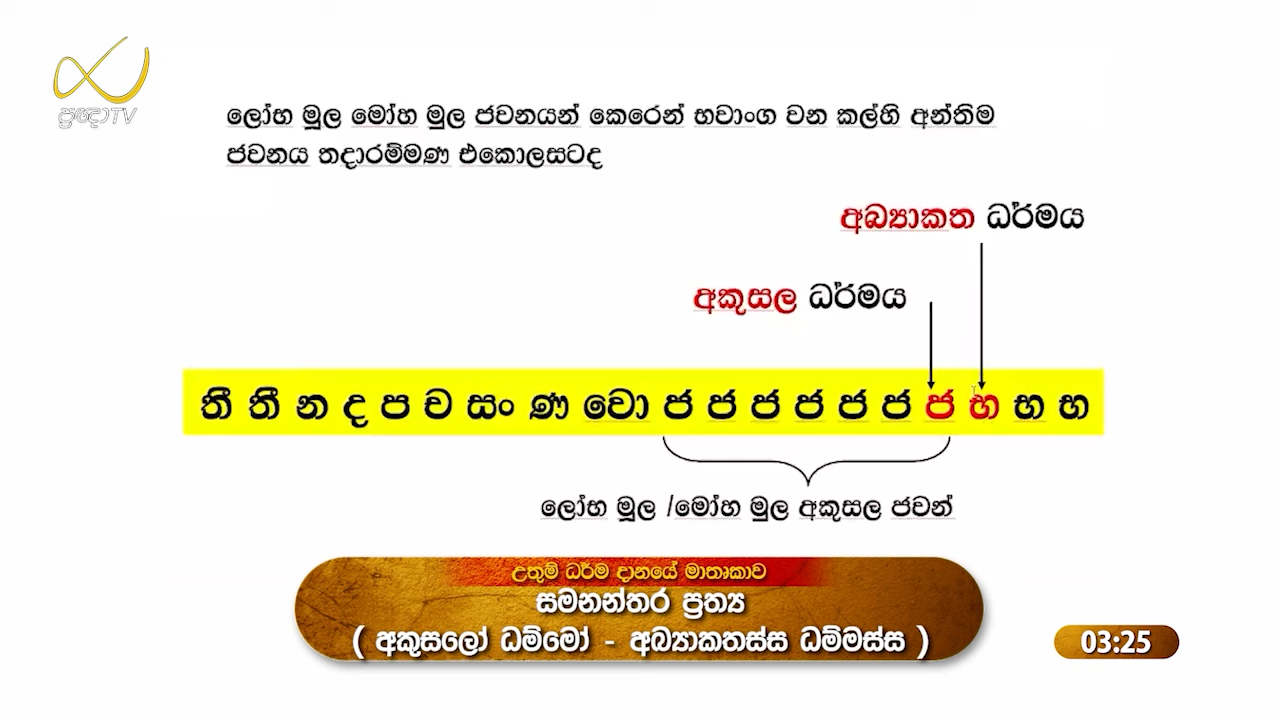 ප්‍රඥාTV
ලෝභ මූල මෝහ මුල ජවනයන් කෙරෙන් භවාංග වන කල්හි අන්තිම
ජවනය තදාරම්මණ එකොලසටද
අබ්‍යාකත ධර්මය
අකුසල ධර්මය
තී තී න ද ප ච සං ණ වො ජ ජ ජ ජ ජ ජ ජ භ භ භ
ලෝභ මූල /මෝහ මුල අකුසල ජවන්
උතුම් ධර්ම දානයේ මාතෘකාව
සමනන්තර ප්‍රත්‍ය
( අකුසලෝ ධම්මෝ - අබ්‍යාකතස්ස ධම්මස්ස )
03:25